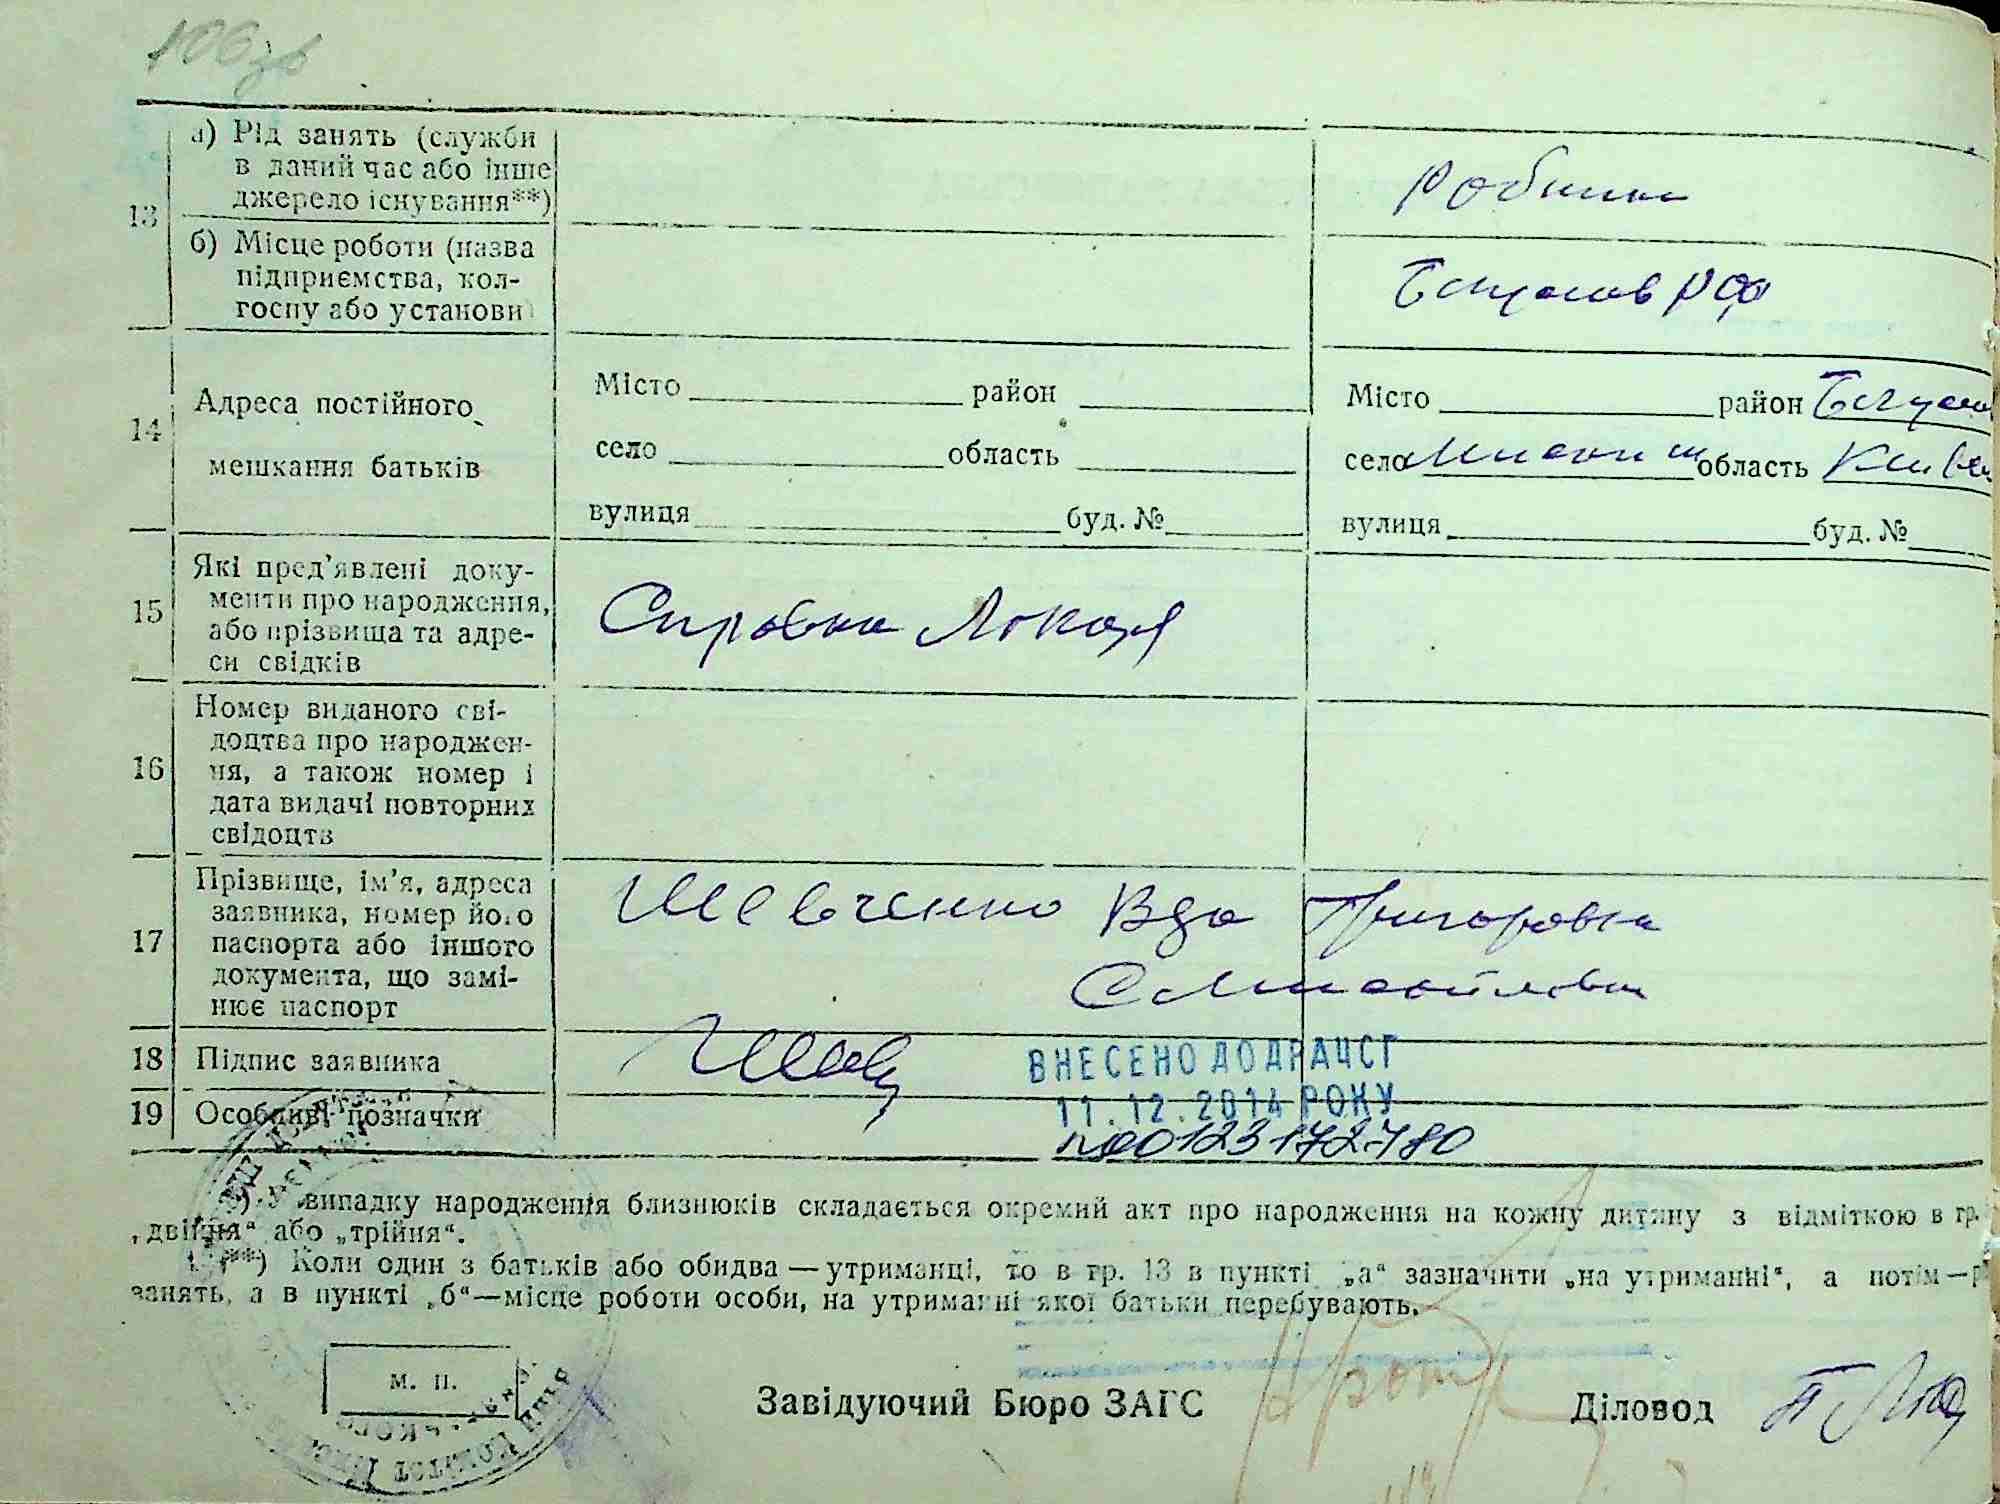 106 зв
13
а) Рід занять (служби
в даний час або інше
джерело існування**)
б) Місце роботи (назва
підприємства, кол-
госпу або установи)
14
Адреса постійного
мешкання батьків
Місто район
село область
вулиця буд. №
Місто район
село область
вулиця буд. №
15
Які пред’явлені доку-
менти про народження,
або прізвища та адре-
си свідків
Справка
16
Номер виданого сві-
доцтва про народжен-
ня, а також номер і
дата видачі повторних
свідоцтв
17
Прізвище, ім’я, адреса
заявника, номер його
паспорта або іншого
документа, що замі-
нює паспорт
Шевченко Григоровна
18 Підпис заявника
ВНЕСЕНО ДО ДРАЦСГ
11.12.2014 РОКУ
№00123172780
19 Особливі позначки
*) У випадку народження близнюків складається окремий акт про народження на кожну дитину з відміткою в гр.
„двійня“ або „трійня“.
**) Коли один з батьків або обидва — утриманці, то в гр. 13 в пункті „а“ зазначити „на утриманні“, а потім — р
занять, а в пункті „б“—місце роботи особи, на утриманні якої батьки перебувають.
м. п.
Завідуючий Бюро ЗАГС
Діловод